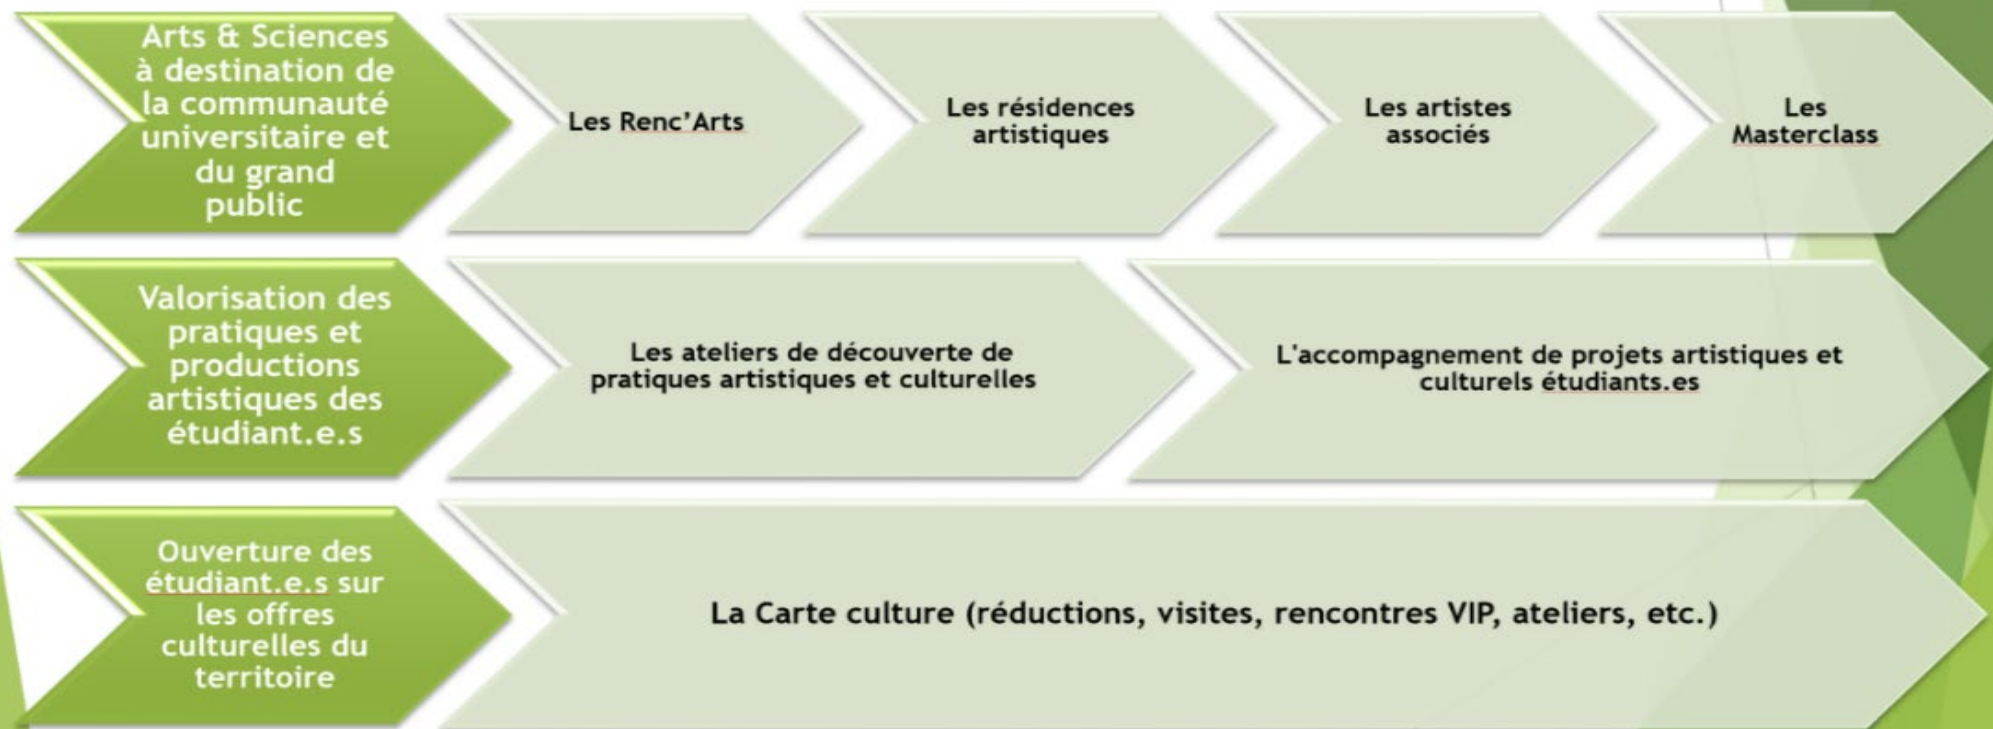 Arts & Sciences
à destination de
la communauté
universitaire et
du grand
public
Les Renc'Arts
Les résidences
artistiques
Les artistes
associés
Les
Masterclass
Valorisation des
pratiques et
productions
artistiques des
étudiant.e.s
Les ateliers de découverte de
pratiques artistiques et culturelles
L'accompagnement de projets artistiques et
culturels étudiants.es
Ouverture des
étudiant.e.s sur
les offres
culturelles du
territoire
La Carte culture (réductions, visites, rencontres VIP, ateliers, etc.)